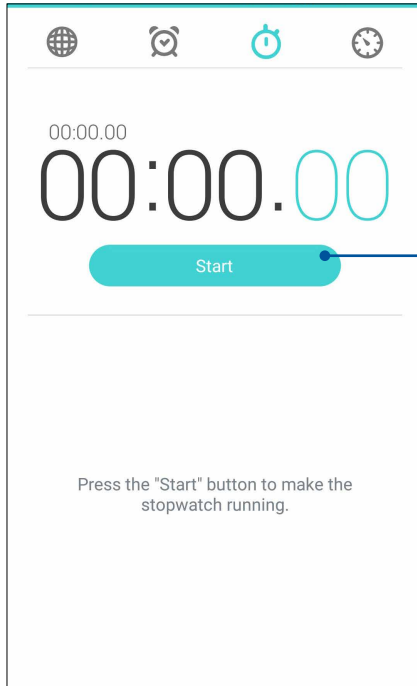 00:00.00
00:00.00
Start
Press the "Start" button to make the
stopwatch running.